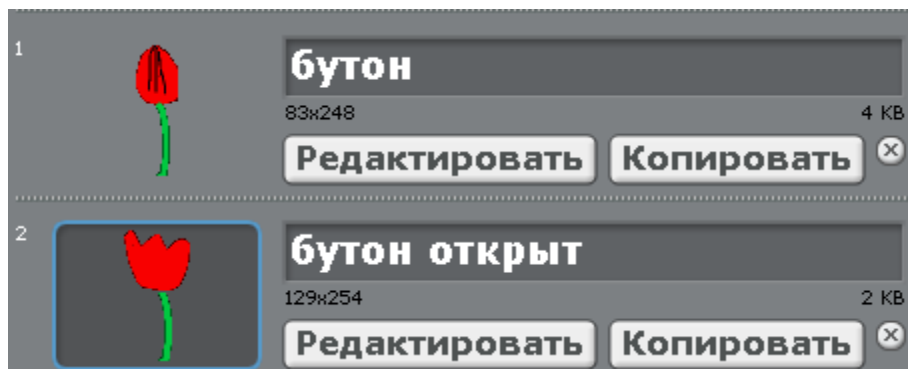 1
бутон
83x248 4 KB
Редактировать Копировать
2
бутон открыт
129x254 2 KB
Редактировать Копировать